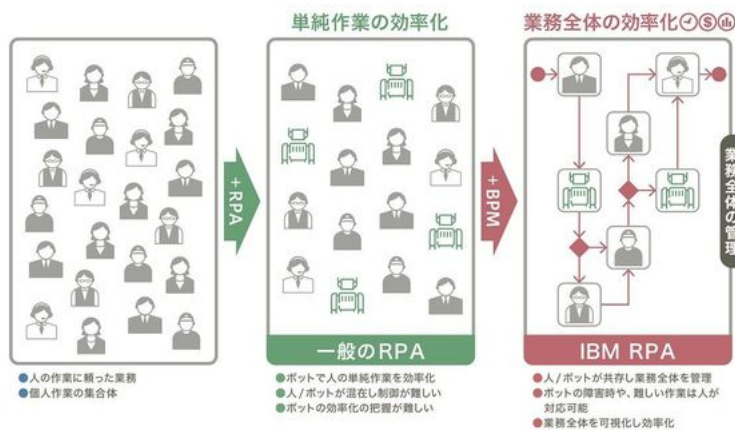 単純作業の効率化
業務全体の効率化
+RPA
+BPM
業務全体の管理
一般のRPA
IBM RPA
●人の作業に頼った業務
●個人作業の集合体
●ボットで人の単純作業を効率化
●人/ボットが混在し制御が難しい
●ボットの効率化の把握が難しい
●人/ボットが共存し業務全体を管理
●ボットの障害時や、難しい作業は人が
対応可能
●業務全体を可視化し効率化